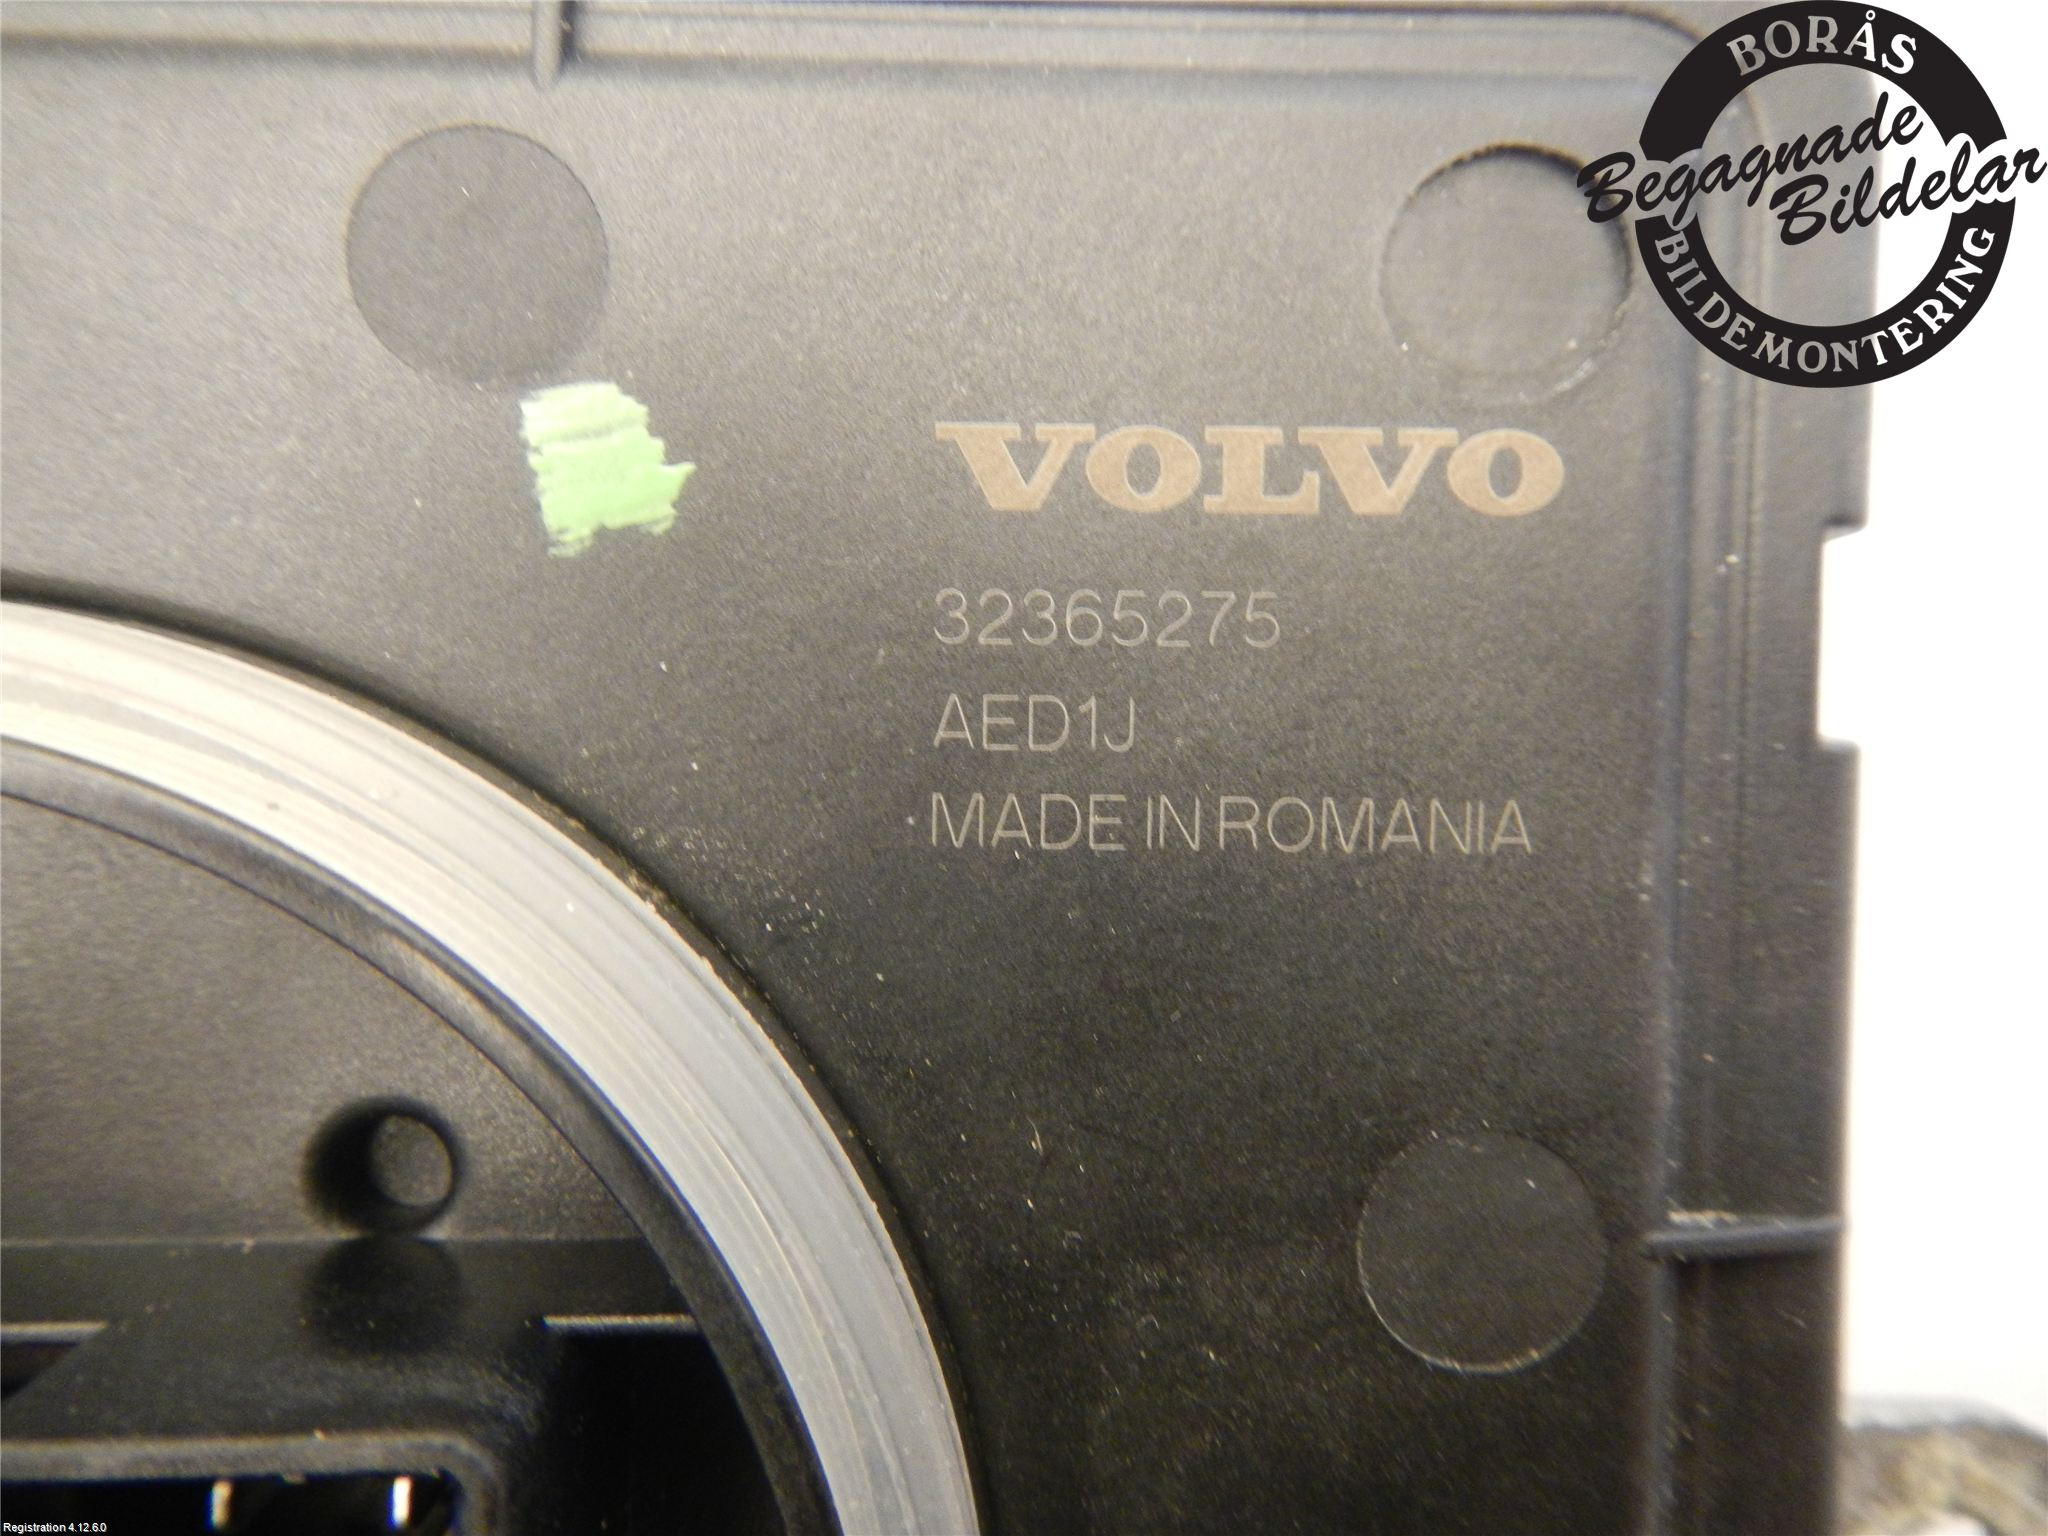 BORÅS
Begagnade
Bildelar
BILDEMONTERING
VOLVO
32365275
AED1J
MADE IN ROMANIA
Registration 4.12.6.0